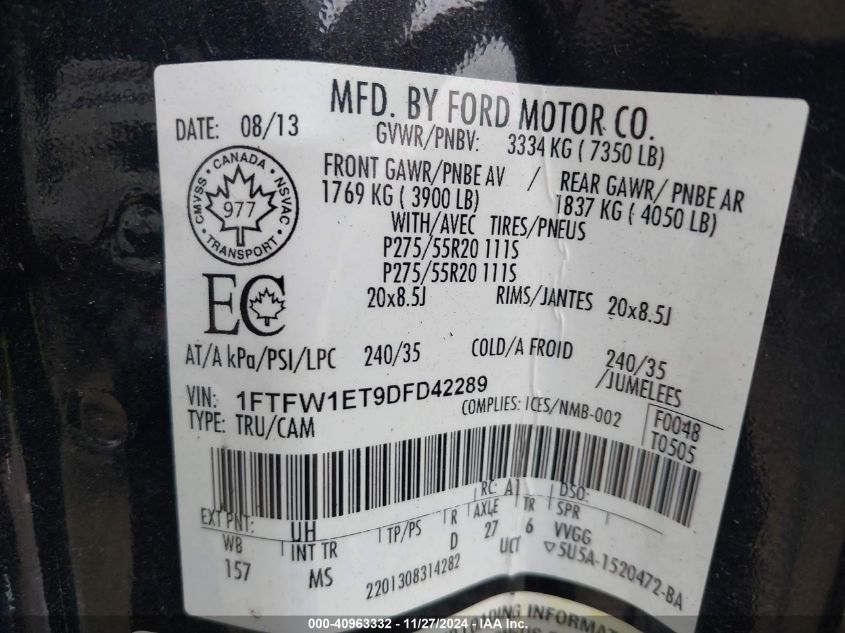 MFD. BY FORD MOTOR CO.
DATE: 08/13
GVWR/PNBV: 3334 KG ( 7350 LB)
FRONT GAWR/PNBE AV / REAR GAWR/ PNBE AR
1769 KG ( 3900 LB) 1837 KG ( 4050 LB)
CMVSS · CANADA · NSVAC
977
TRANSPORT
WITH/AVEC TIRES/PNEUS
P275/55R20 111S
P275/55R20 111S
EC
20x8.5J RIMS/JANTES 20x8.5J
AT/A kPa/PSI/LPC 240/35 COLD/A FROID 240/35
/JUMELEES
VIN: 1FTFW1ET9DFD42289
TYPE: TRU/CAM
COMPLIES: ICES/NMB-002
F0048
T0505
RC: A1 DSO:
EXT PNT: UH TP/PS R AXLE TR SPR
WB INT TR D 27 6 VVGG
157 MS 2201308314282 UCT 5U5A-1520472-BA
INFORMATION
000-40963332 - 11/27/2024 - IAA Inc.